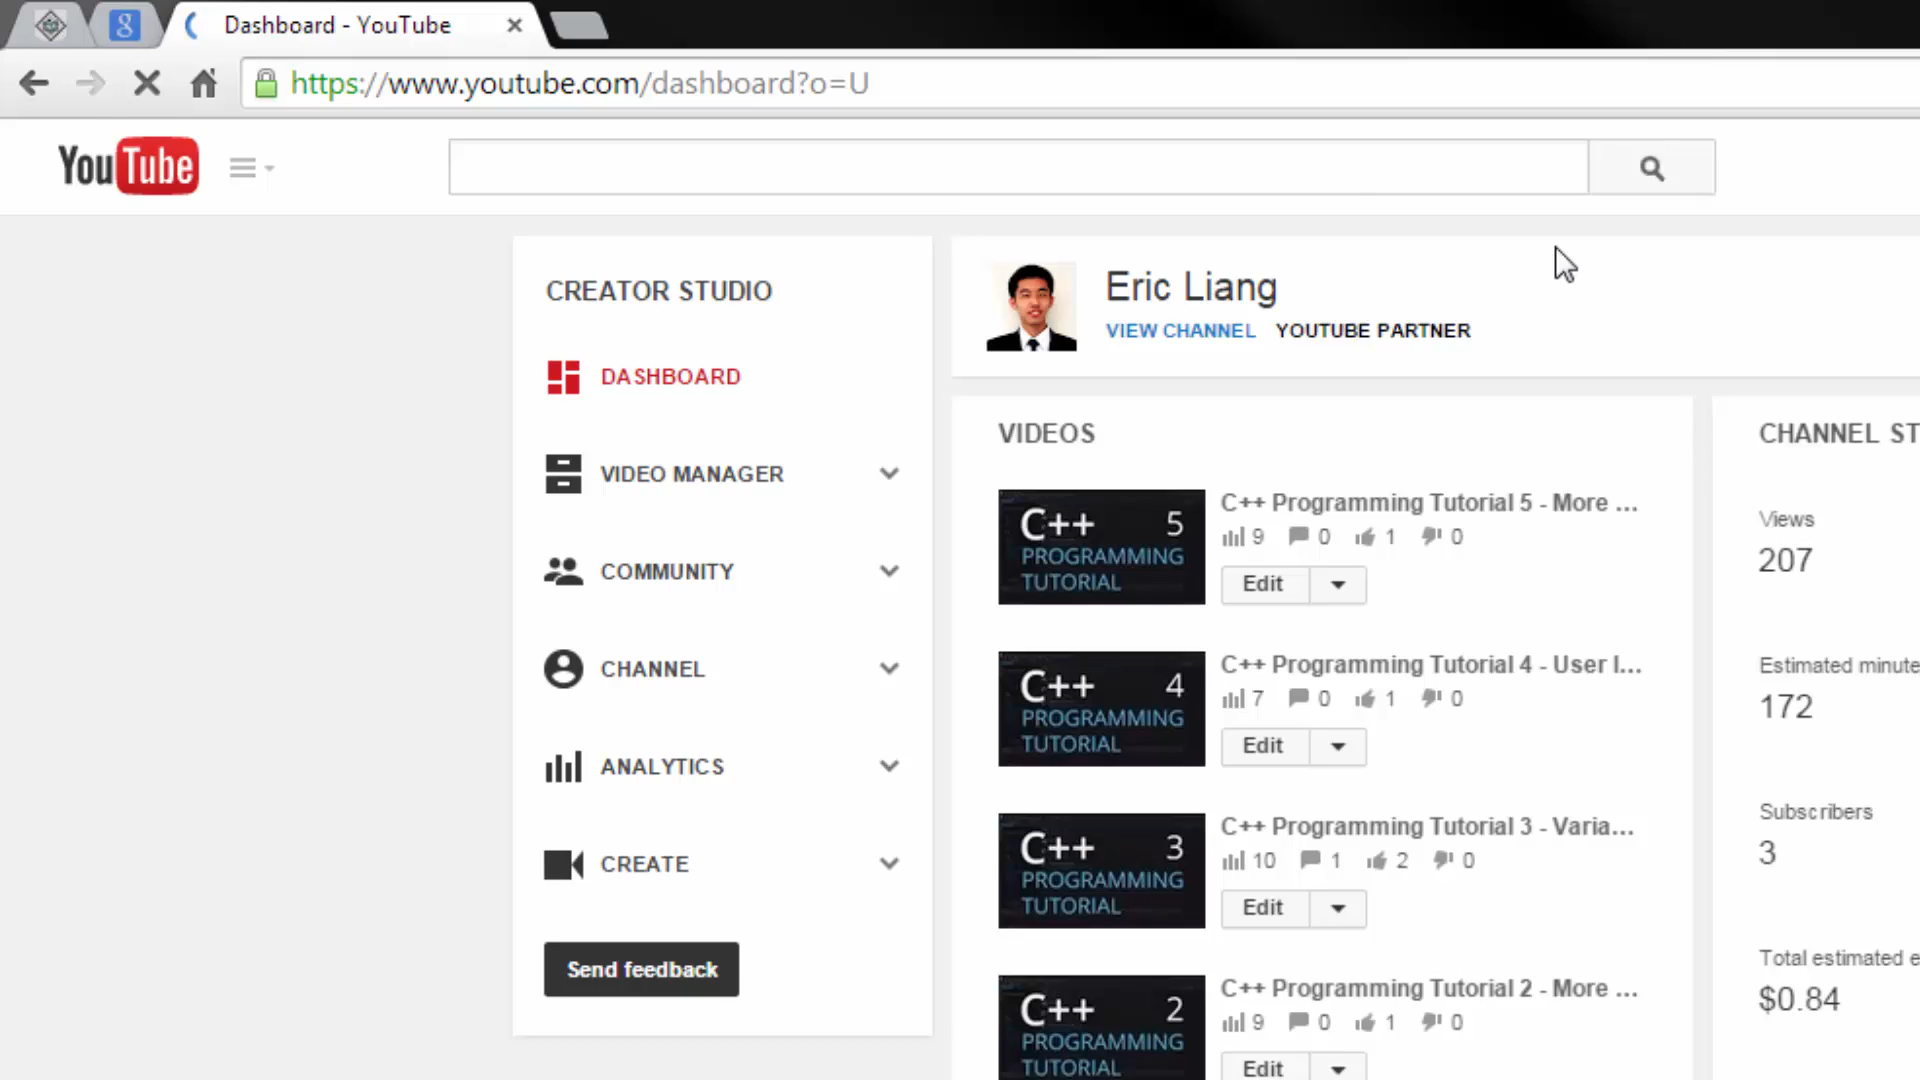 8
Dashboard - YouTube
https://www.youtube.com/dashboard?o=U
YouTube
CREATOR STUDIO
DASHBOARD
VIDEO MANAGER
COMMUNITY
CHANNEL
ANALYTICS
CREATE
Send feedback
Eric Liang
VIEW CHANNEL YOUTUBE PARTNER
VIDEOS
C++ 5
PROGRAMMING
TUTORIAL
C++ Programming Tutorial 5 - More ...
9 0 1 0
Edit
C++ 4
PROGRAMMING
TUTORIAL
C++ Programming Tutorial 4 - User I...
7 0 1 0
Edit
C++ 3
PROGRAMMING
TUTORIAL
C++ Programming Tutorial 3 - Varia...
10 1 2 0
Edit
C++ 2
PROGRAMMING
TUTORIAL
C++ Programming Tutorial 2 - More ...
9 0 1 0
Edit
CHANNEL ST
Views
207
Estimated minute
172
Subscribers
3
Total estimated e
$0.84